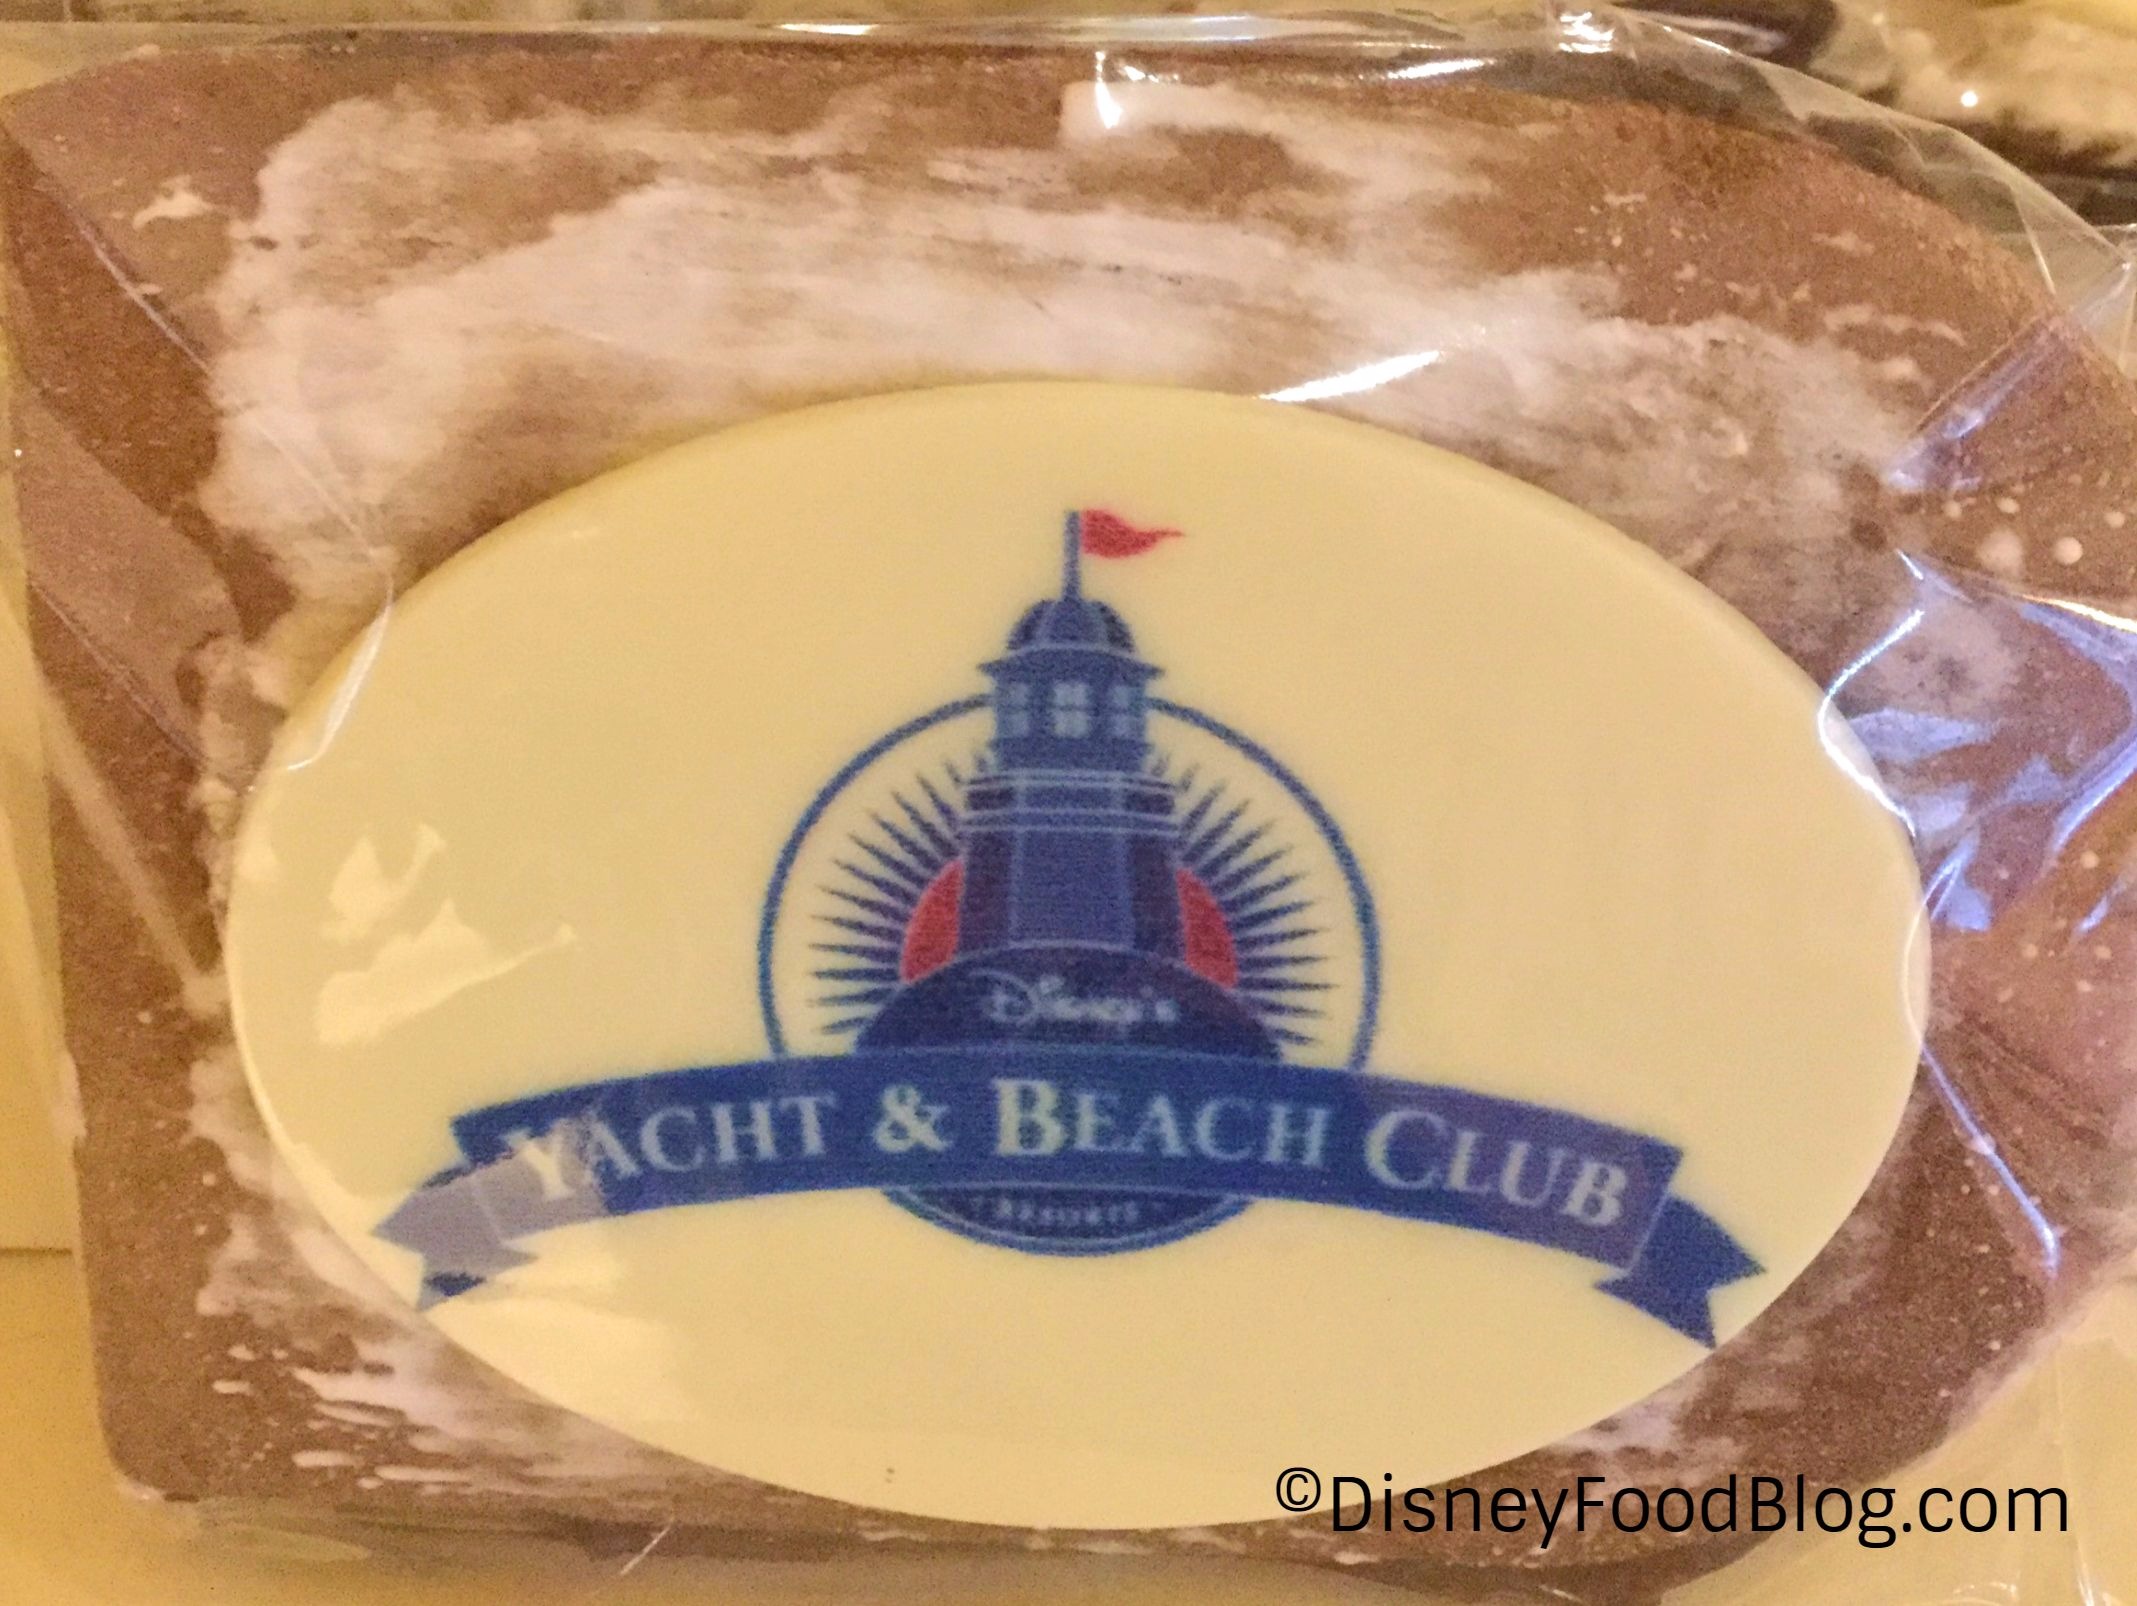 Disney's
YACHT & BEACH CLUB
RESORTS
©DisneyFoodBlog.com